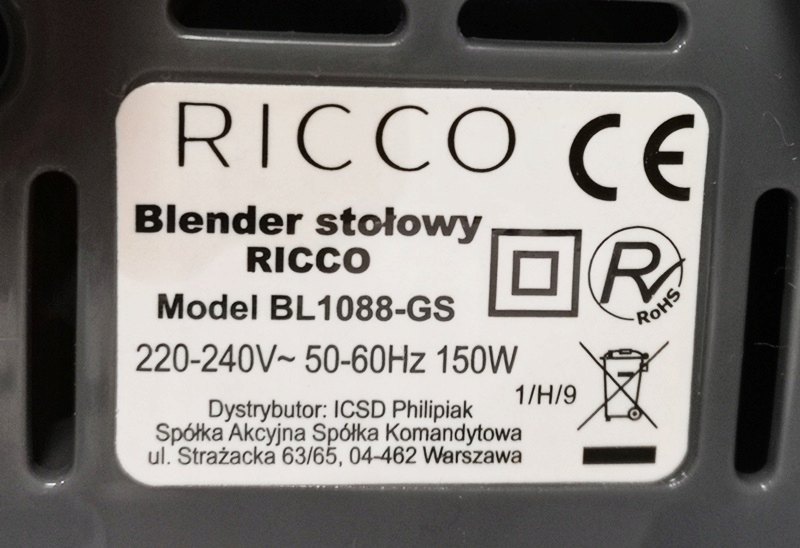 RICCO
CE
Blender stołowy
RICCO
Model BL1088-GS
R
RoHS
220-240V~ 50-60Hz 150W
1/H/9
Dystrybutor: ICSD Philipiak
Spółka Akcyjna Spółka Komandytowa
ul. Strażacka 63/65, 04-462 Warszawa